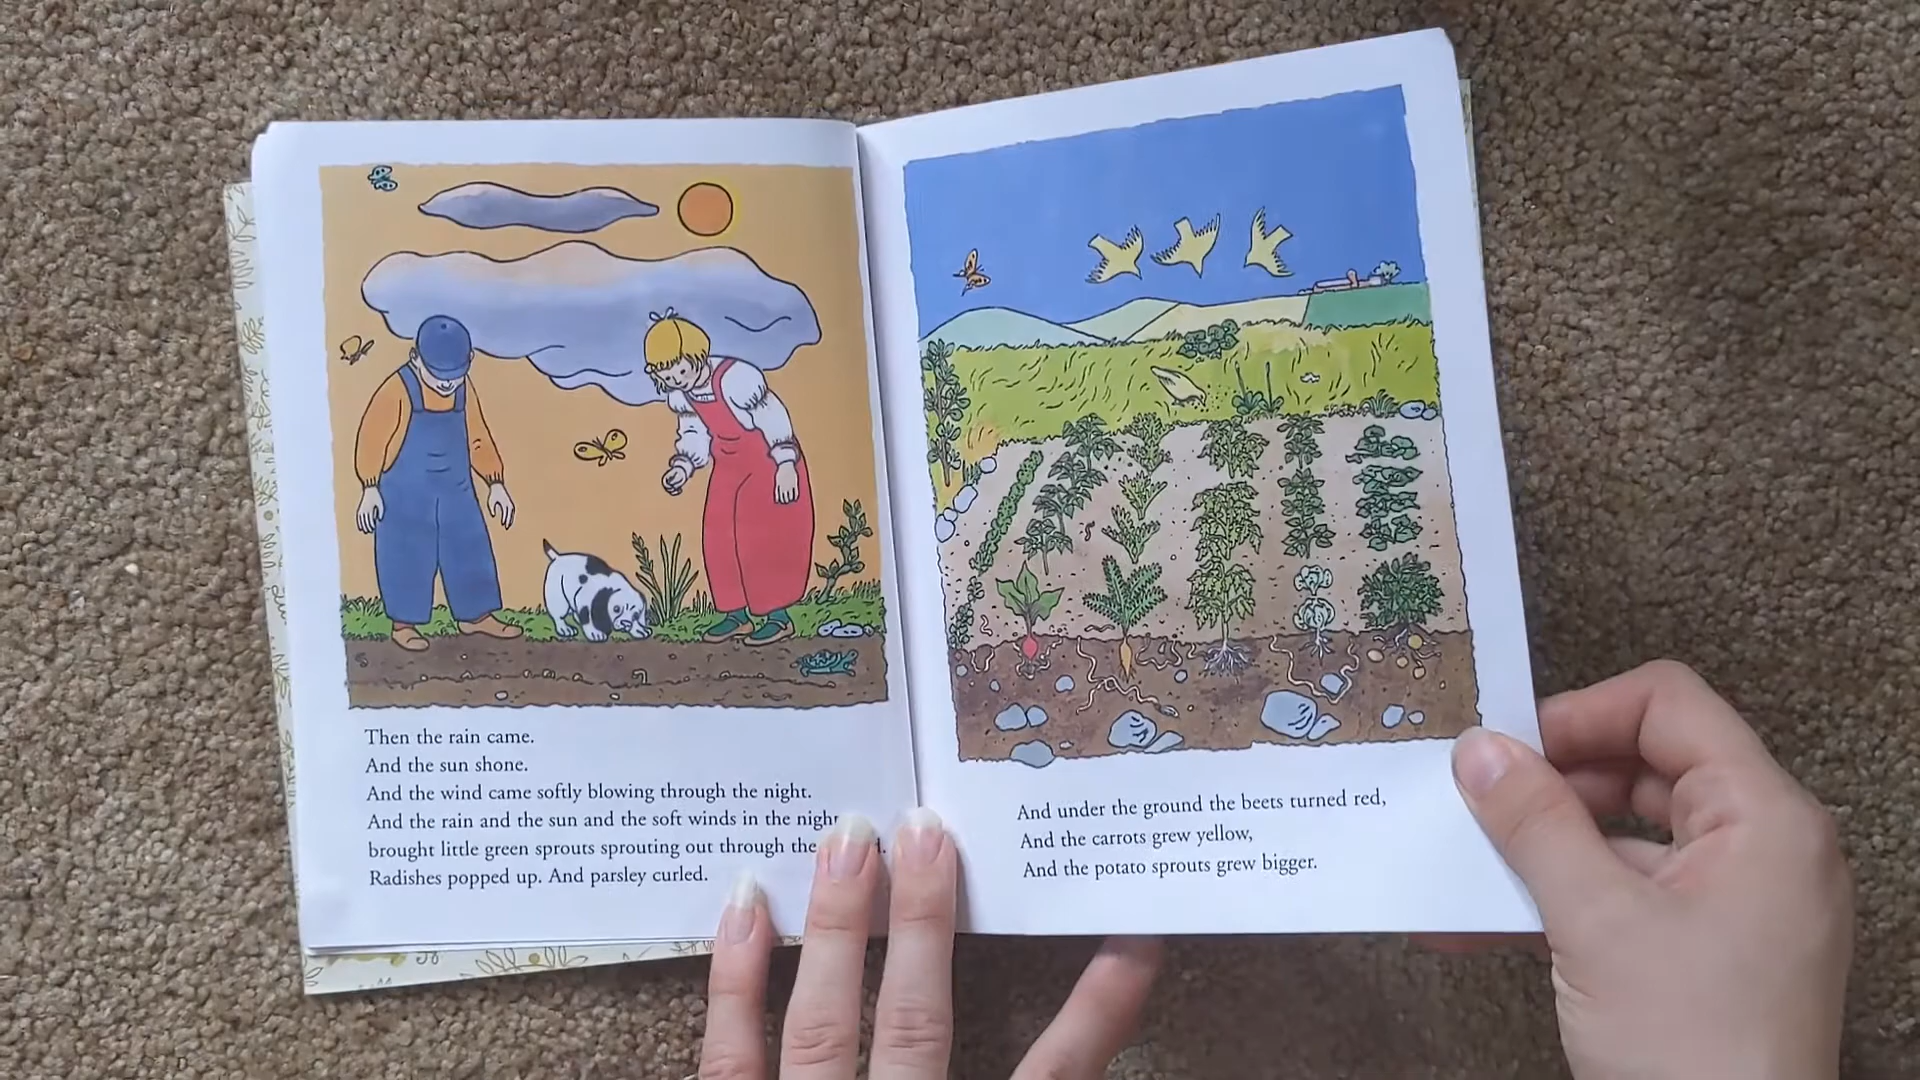 Then the rain came.
And the sun shone.
And the wind came softly blowing through the night.
And the rain and the sun and the soft winds in the night
brought little green sprouts sprouting out through the
Radishes popped up. And parsley curled.
And under the ground the beets turned red,
And the carrots grew yellow,
And the potato sprouts grew bigger.